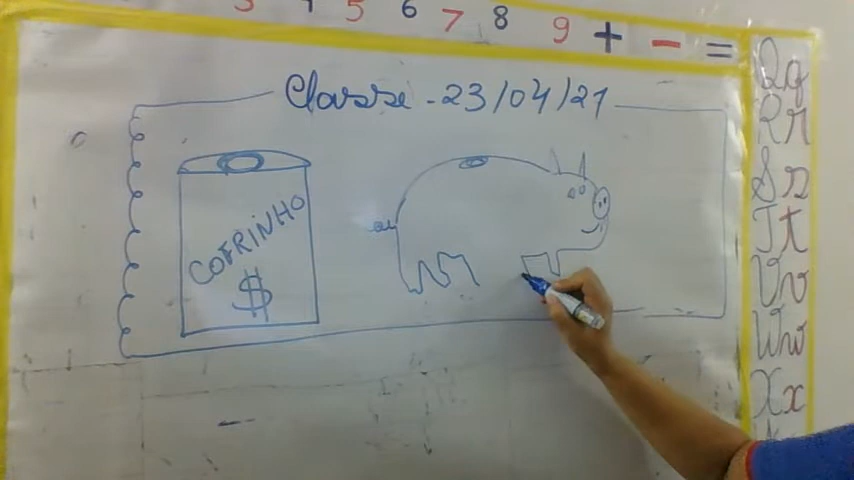 5 6 7 8 9 + - =
Classe - 23/04/21
COFRINHO
$
Qq
Rr
Ss
Tt
Vv
Ww
Xx